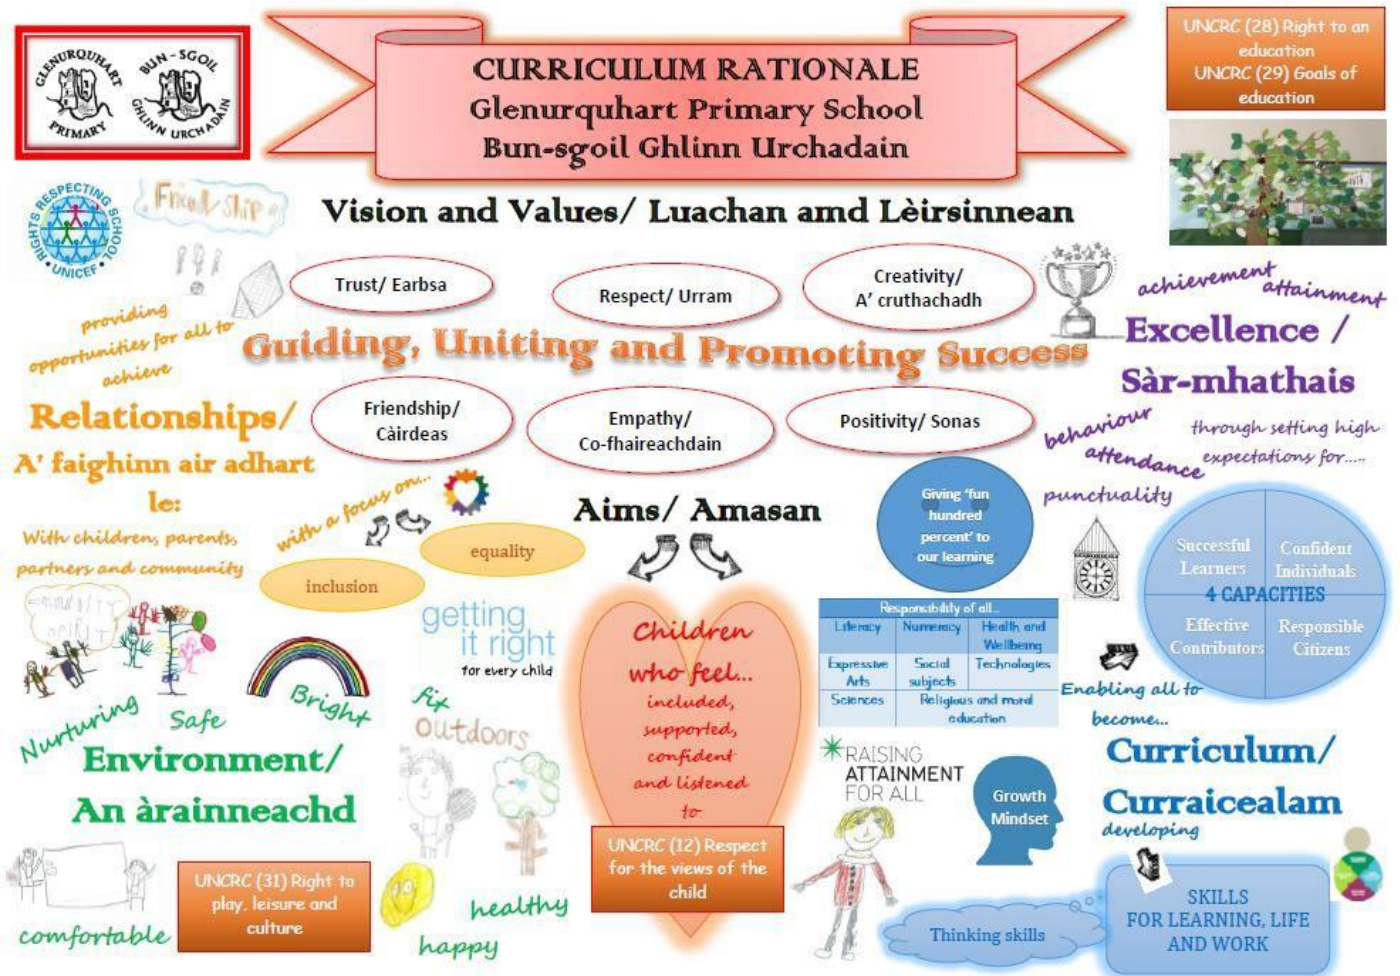 GLENURQUHART
PRIMARY
BUN-SGOIL
GHLINN URCHADAIN
CURRICULUM RATIONALE
Glenurquhart Primary School
Bun-sgoil Ghlinn Urchadain
UNCRC (28) Right to an
education
UNCRC (29) Goals of
education
RIGHTS RESPECTING SCHOOL
UNICEF
Friendship
Vision and Values/ Luachan amd Lèirsinnean
Trust/ Earbsa
Respect/ Urram
Creativity/
A' cruthachadh
Guiding, Uniting and Promoting Success
Friendship/
Càirdeas
Empathy/
Co-fhaireachdain
Positivity/ Sonas
providing
opportunities for all to
achieve
Relationships/
A' faighinn air adhart
le:
With children, parents,
partners and community
with a focus on...
equality
inclusion
community
spirit
achievement
attainment
Excellence /
Sàr-mhathais
behaviour
attendance
punctuality
through setting high
expectations for.....
Aims/ Amasan
Children
who feel...
included,
supported,
confident
and listened
to
UNCRC (12) Respect
for the views of the
child
Giving 'fun
hundred
percent' to
our learning
Responsibility of all...
Literacy
Numeracy
Health and
Wellbeing
Expressive
Arts
Social
subjects
Technologies
Sciences
Religious and moral
education
Successful
Learners
Confident
Individuals
4 CAPACITIES
Effective
Contributors
Responsible
Citizens
Enabling all to
become...
Curriculum/
Curraicealam
developing
SKILLS
FOR LEARNING, LIFE
AND WORK
Thinking skills
RAISING
ATTAINMENT
FOR ALL
Growth
Mindset
getting
it right
for every child
Nurturing
Safe
Bright
fit
outdoors
Environment/
An àrainneachd
UNCRC (31) Right to
play, leisure and
culture
comfortable
healthy
happy